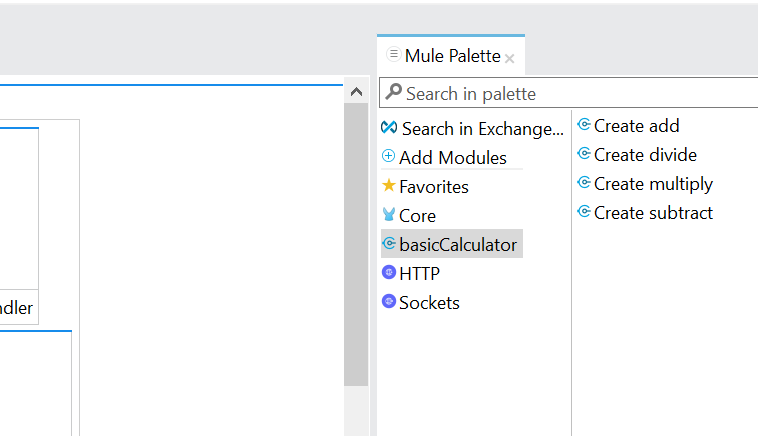 Mule Palette
Search in palette
Search in Exchange...
Add Modules
Favorites
Core
basicCalculator
HTTP
Sockets
Create add
Create divide
Create multiply
Create subtract
ndler